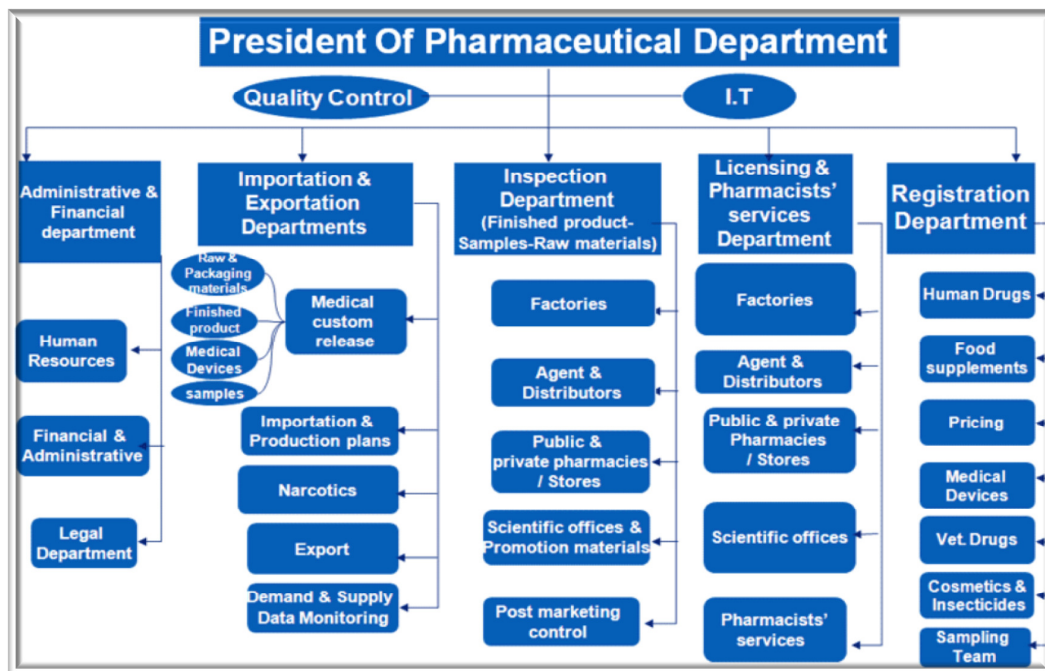 President Of Pharmaceutical Department
Quality Control
I.T
Administrative &
Financial
department
Human
Resources
Financial &
Administrative
Legal
Department
Importation &
Exportation
Departments
Raw &
Packaging
materials
Finished
product
Medical
Devices
samples
Medical
custom
release
Importation &
Production plans
Narcotics
Export
Demand & Supply
Data Monitoring
Inspection
Department
(Finished product-
Samples-Raw materials)
Factories
Agent &
Distributors
Public &
private pharmacies
/ Stores
Scientific offices &
Promotion materials
Post marketing
control
Licensing &
Pharmacists’
services
Department
Factories
Agent &
Distributors
Public & private
Pharmacies
/ Stores
Scientific offices
Pharmacists’
services
Registration
Department
Human Drugs
Food
supplements
Pricing
Medical
Devices
Vet. Drugs
Cosmetics &
Insecticides
Sampling
Team